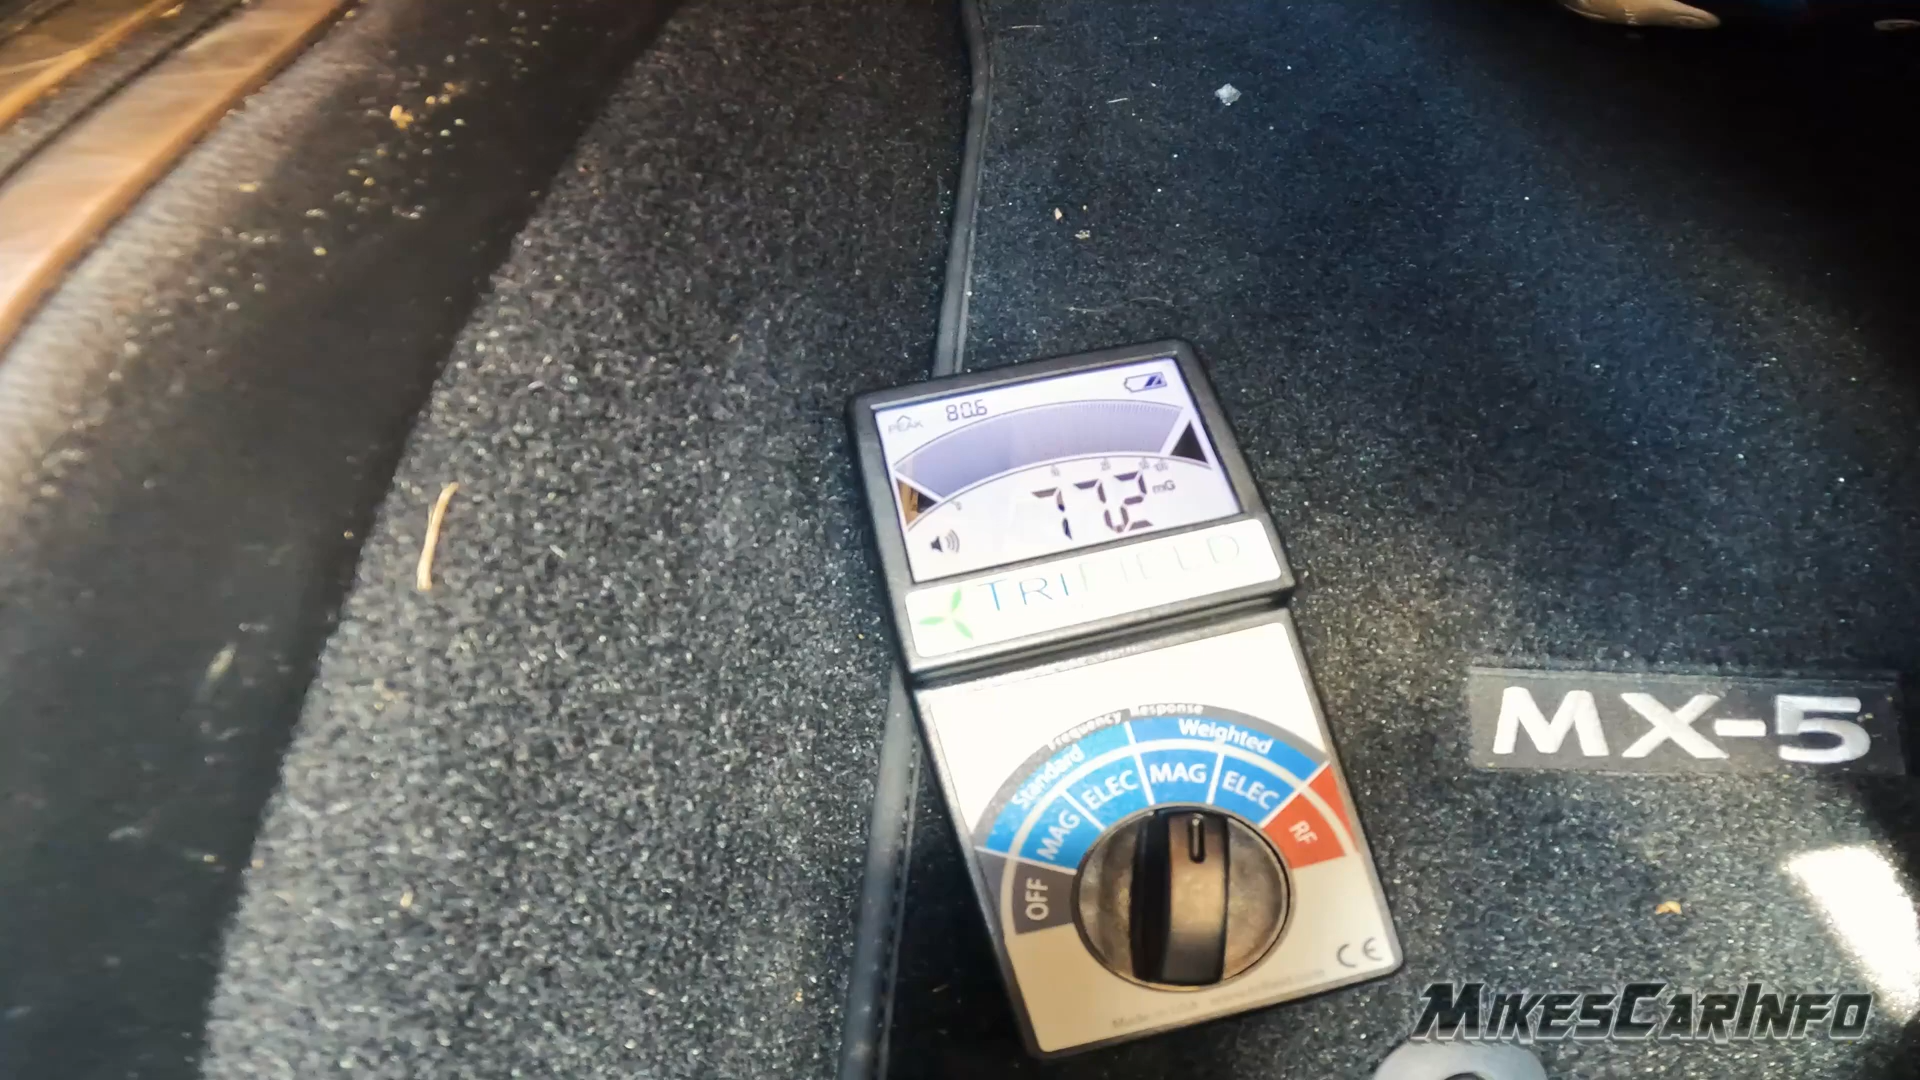 PEAK 80.6
77.2 mG
TRIFIELD
Frequency Response
Standard Weighted
MAG ELEC MAG ELEC
OFF RF
CE
MX-5
MIKESCARINFO